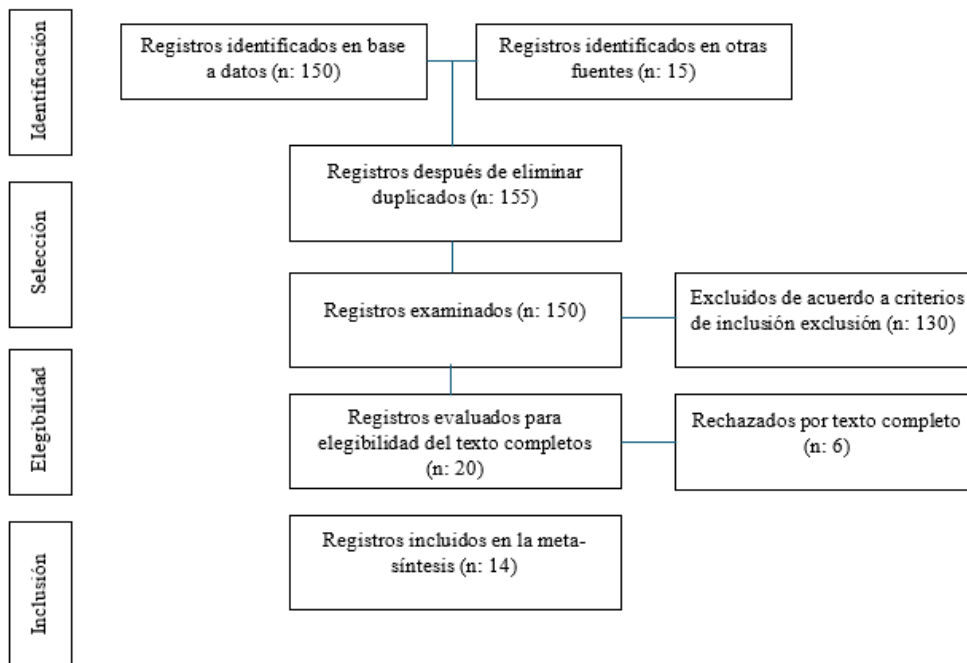 Identificación
Registros identificados en base
a datos (n: 150)
Registros identificados en otras
fuentes (n: 15)
Registros después de eliminar
duplicados (n: 155)
Selección
Registros examinados (n: 150)
Excluidos de acuerdo a criterios
de inclusión exclusión (n: 130)
Elegibilidad
Registros evaluados para
elegibilidad del texto completos
(n: 20)
Rechazados por texto completo
(n: 6)
Inclusión
Registros incluidos en la meta-
síntesis (n: 14)